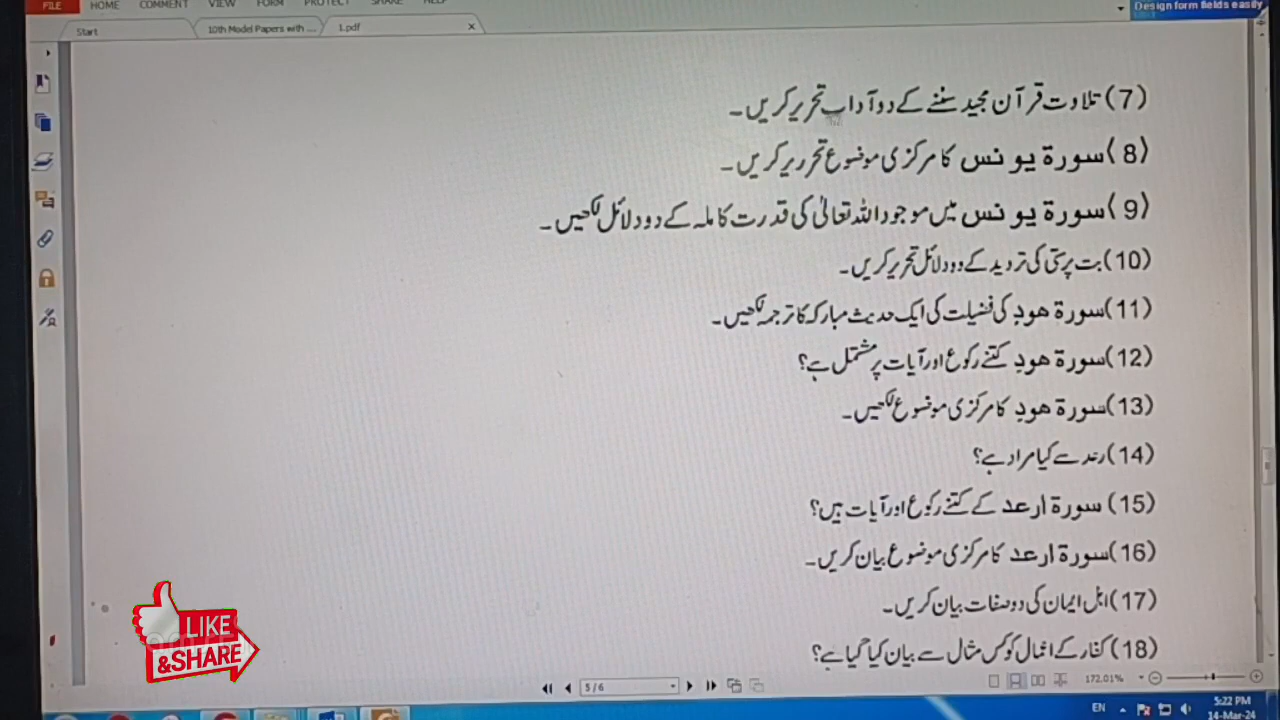 FILE HOME COMMENT VIEW FORM PROTECT SHARE HELP
Design form fields easily
Start 10th Model Papers with ... 1.pdf
(7) تلاوت قرآن مجید سننے کے دو آداب تحریر کریں۔
(8) سورۃ یونس کا مرکزی موضوع تحریر کریں۔
(9) سورۃ یونس میں موجود اللہ تعالیٰ کی قدرت کاملہ کے دو دلائل لکھیں۔
(10) بت پرستی کی تردید کے دو دلائل تحریر کریں۔
(11) سورۃ ھود کی فضیلت کی ایک حدیث مبارکہ کا ترجمہ لکھیں۔
(12) سورۃ ھود کتنے رکوع اور آیات پر مشتمل ہے؟
(13) سورۃ ھود کا مرکزی موضوع لکھیں۔
(14) رعد سے کیا مراد ہے؟
(15) سورۃ ارعد کے کتنے رکوع اور آیات ہیں؟
(16) سورۃ ارعد کا مرکزی موضوع بیان کریں۔
(17) اہل ایمان کی دو صفات بیان کریں۔
(18) کفار کے اعمال کو کس مثال سے بیان کیا گیا ہے؟
LIKE
&SHARE
5/6
172.01%
EN
5:22 PM
14-Mar-24